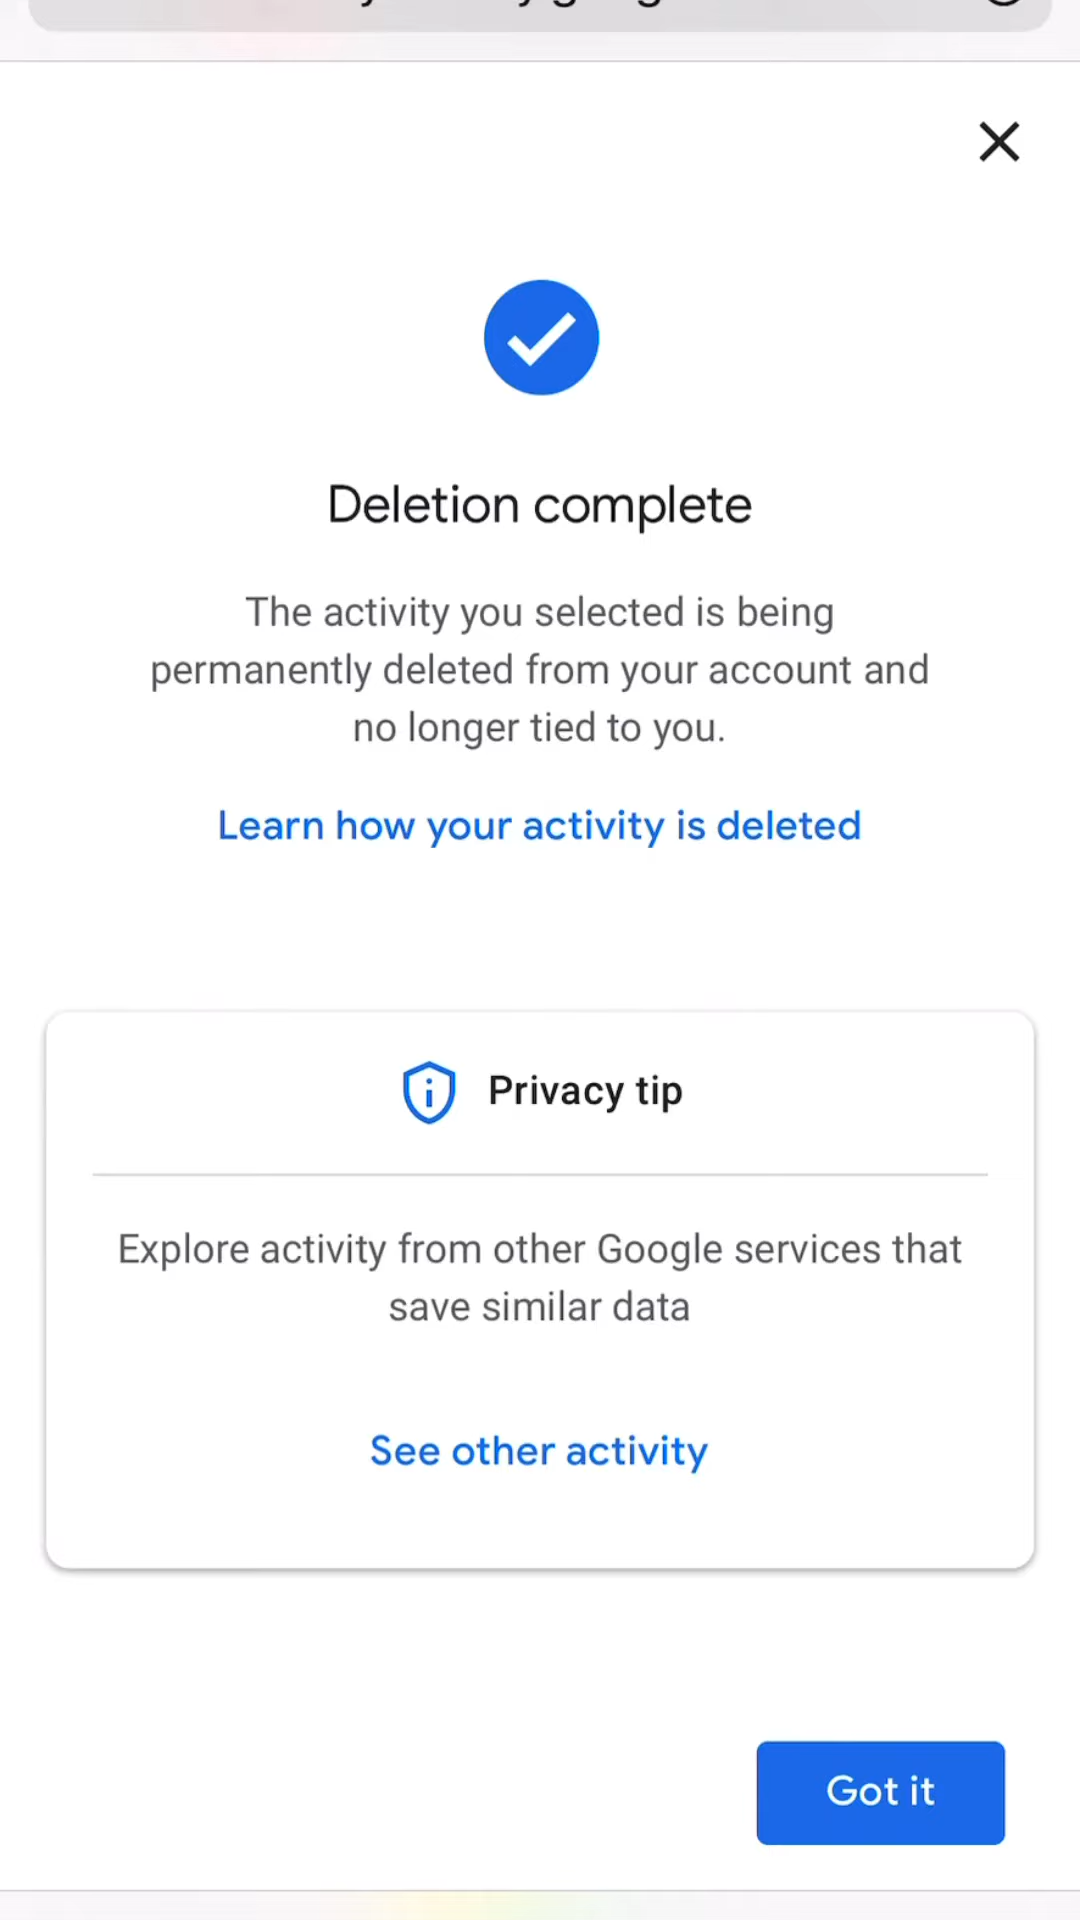 Deletion complete
The activity you selected is being
permanently deleted from your account and
no longer tied to you.
Learn how your activity is deleted
Privacy tip
Explore activity from other Google services that
save similar data
See other activity
Got it